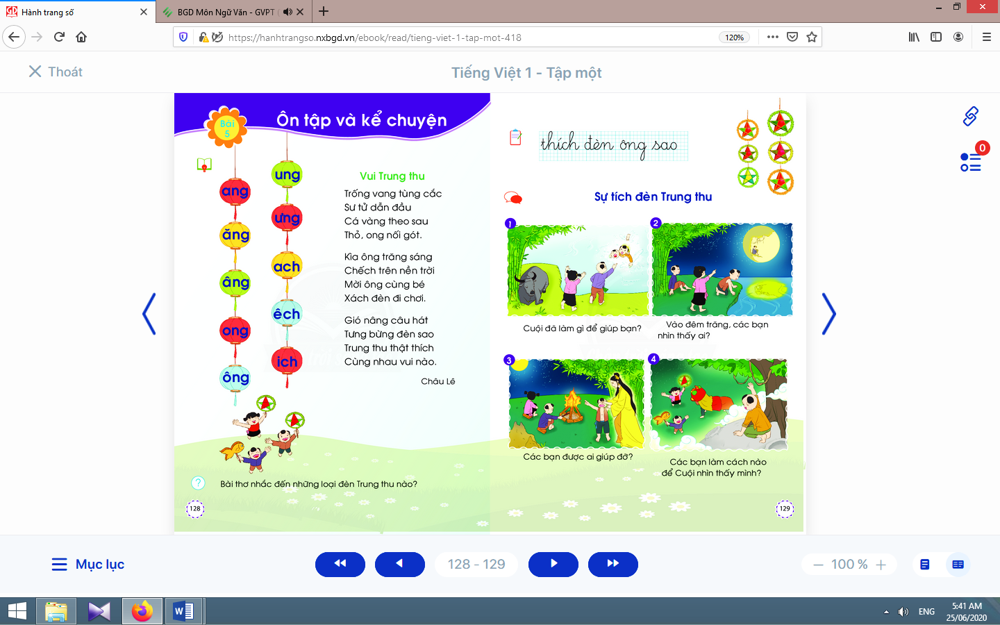 Hành trang số
BGD Môn Ngữ Văn - GVPT (
https://hanhtrangso.nxbgd.vn/ebook/read/tieng-viet-1-tap-mot-418
120%
Thoát
Tiếng Việt 1 - Tập một
0
Bài
5
Ôn tập và kể chuyện
ang
ăng
âng
ong
ông
ung
ưng
ach
êch
ich
Vui Trung thu
Trống vang tùng cắc
Sư tử dẫn đầu
Cá vàng theo sau
Thỏ, ong nối gót.
Kìa ông trăng sáng
Chếch trên nền trời
Mời ông cùng bé
Xách đèn đi chơi.
Gió nâng câu hát
Tưng bừng đèn sao
Trung thu thật thích
Cùng nhau vui nào.
Châu Lê
?
Bài thơ nhắc đến những loại đèn Trung thu nào?
128
thích đèn ông sao
Sự tích đèn Trung thu
1
Cuội đã làm gì để giúp bạn?
2
Vào đêm trăng, các bạn
nhìn thấy ai?
3
Các bạn được ai giúp đỡ?
4
Các bạn làm cách nào
để Cuội nhìn thấy mình?
129
Mục lục
128 - 129
100 %
ENG
5:41 AM
25/06/2020